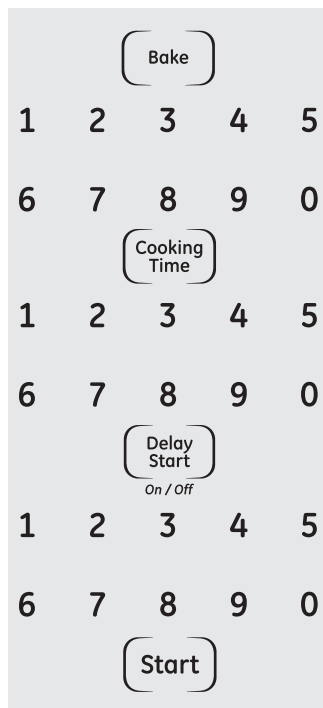 Bake
1 2 3 4 5
6 7 8 9 0
Cooking
Time
1 2 3 4 5
6 7 8 9 0
Delay
Start
On / Off
1 2 3 4 5
6 7 8 9 0
Start